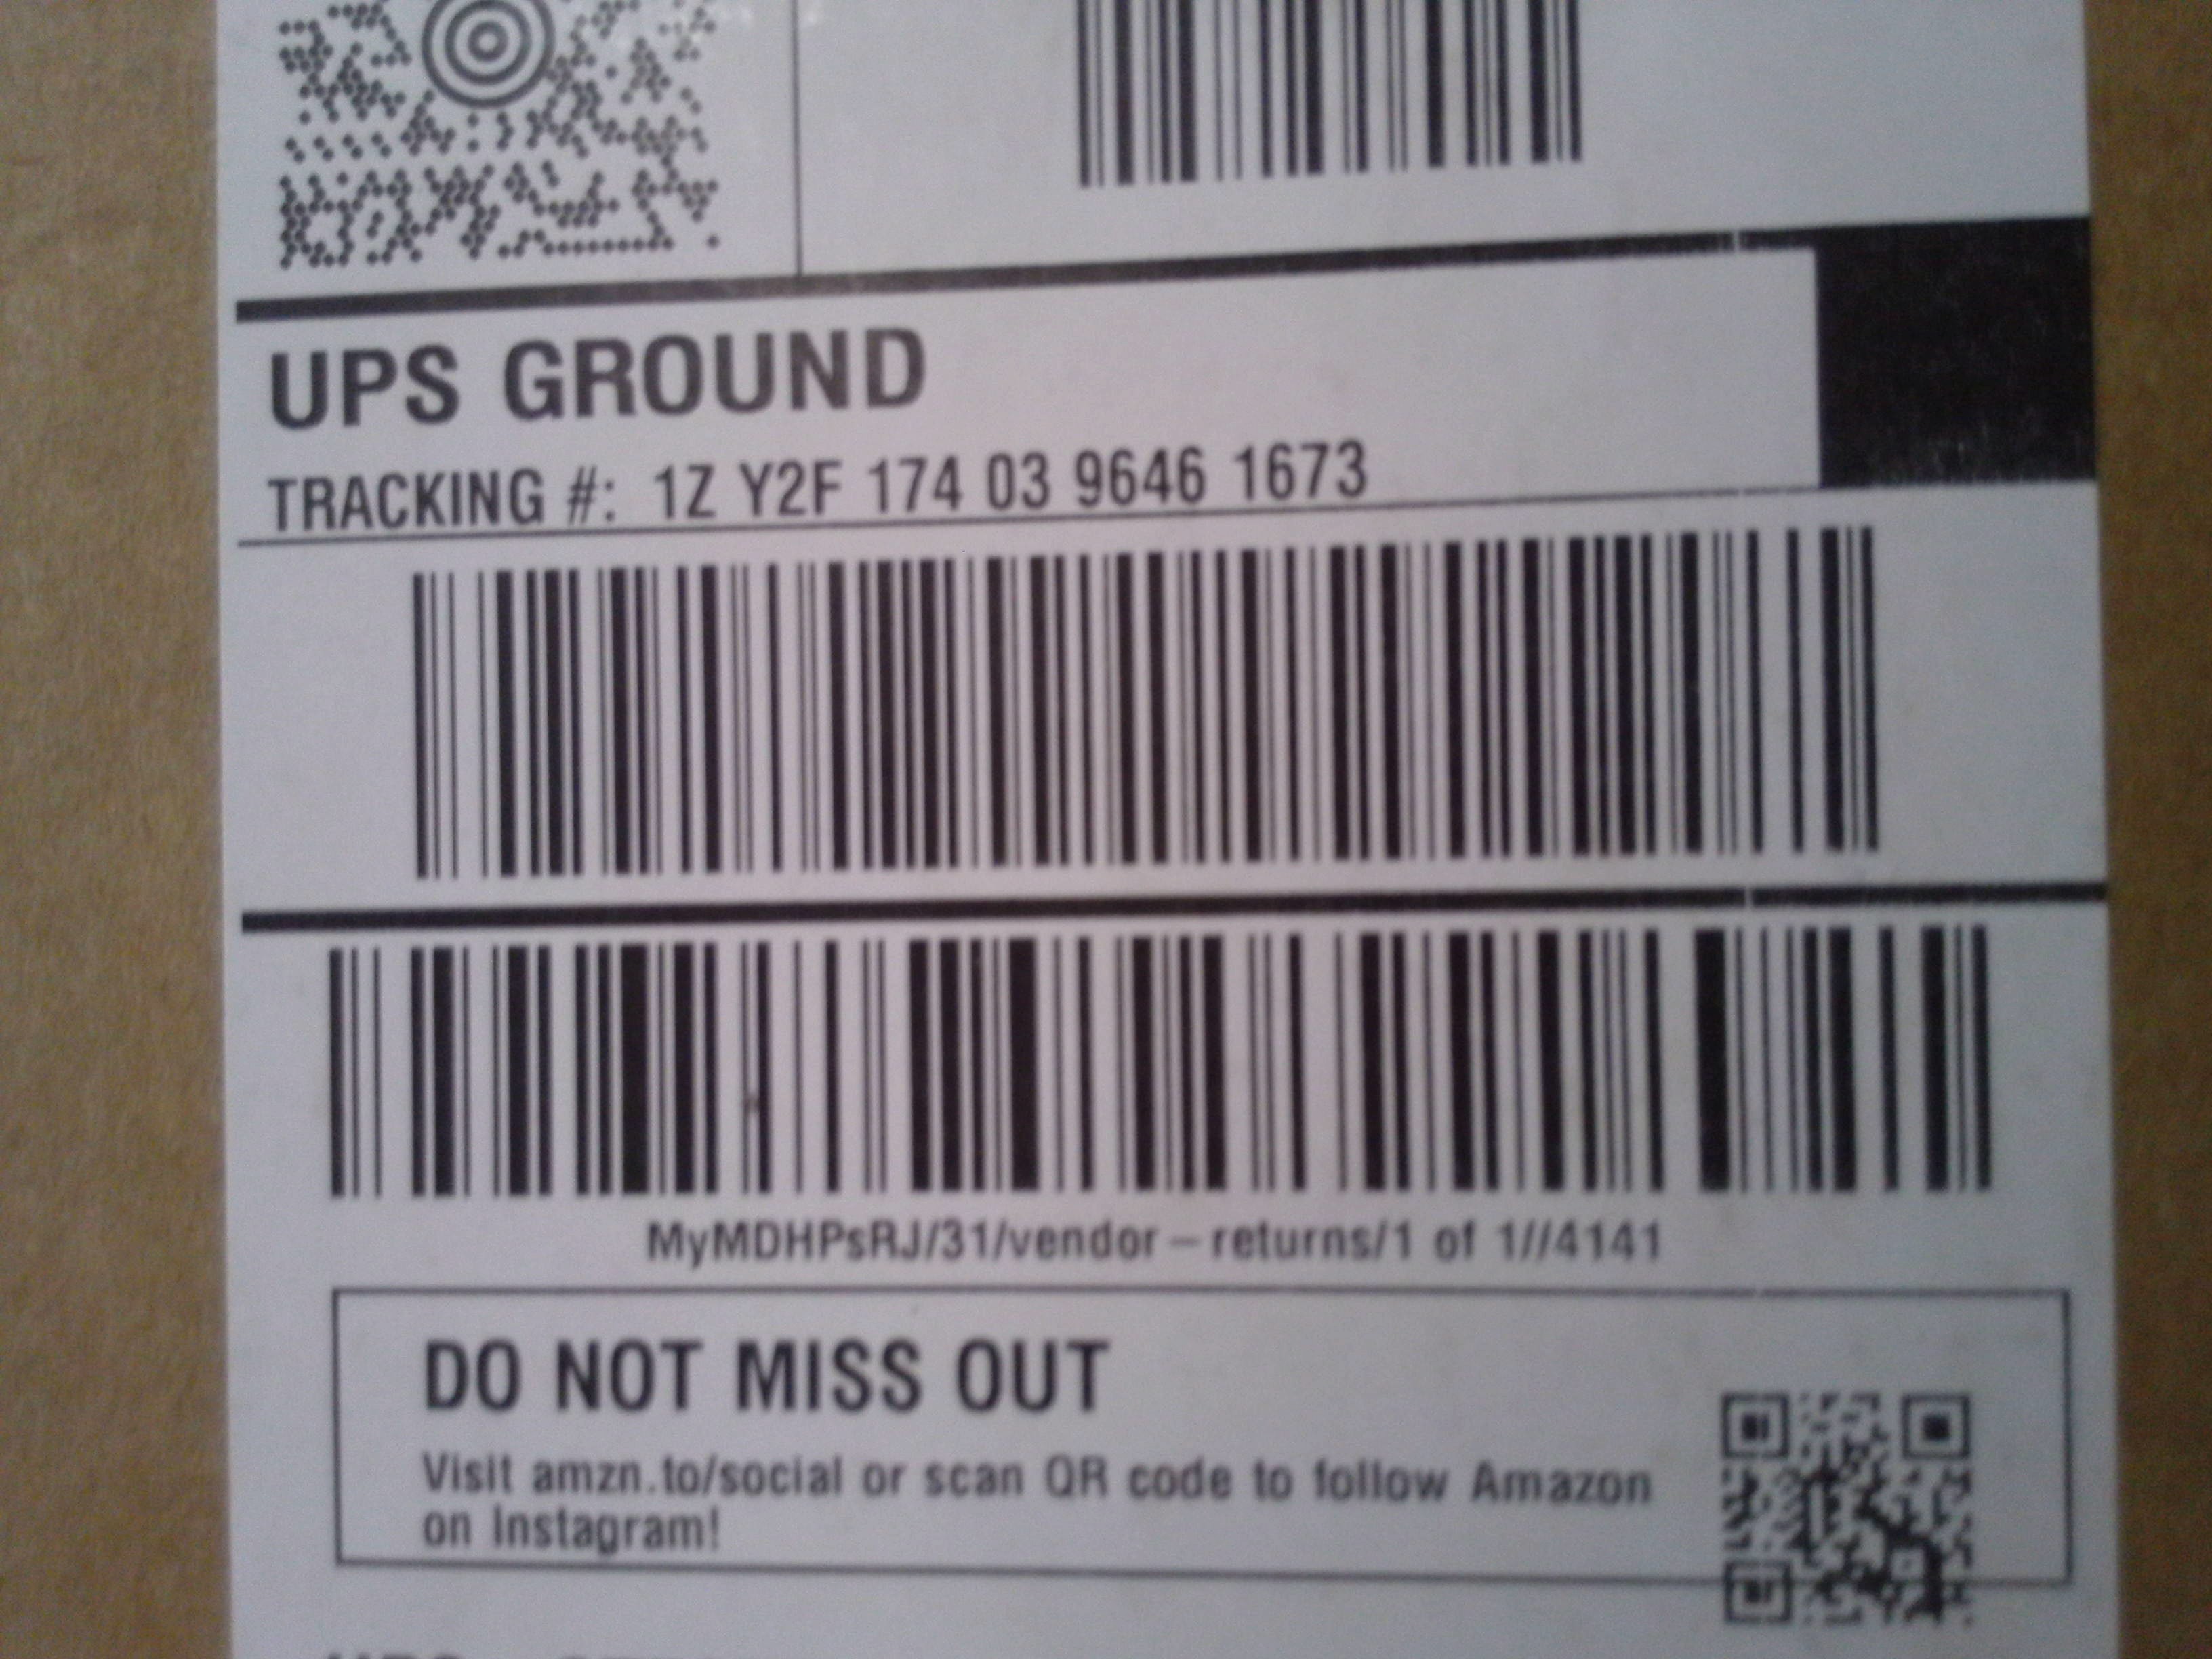 UPS GROUND
TRACKING #: 1Z Y2F 174 03 9646 1673
MyMDHPsRJ/31/vendor-returns/1 of 1//4141
DO NOT MISS OUT
Visit amzn.to/social or scan QR code to follow Amazon
on Instagram!